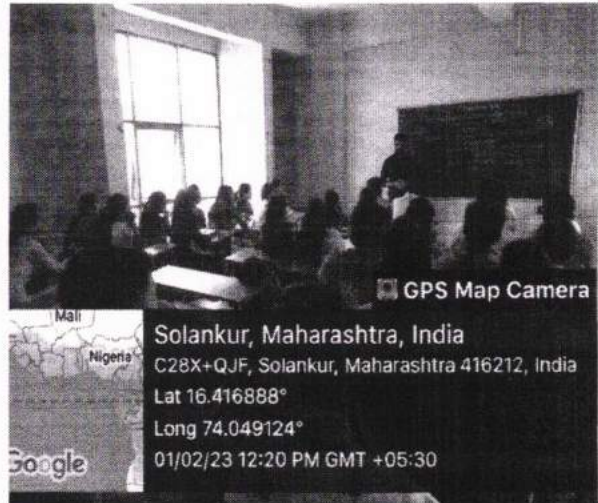 GPS Map Camera
Mali
Nigeria
Google
Solankur, Maharashtra, India
C28X+QJF, Solankur, Maharashtra 416212, India
Lat 16.416888°
Long 74.049124°
01/02/23 12:20 PM GMT +05:30